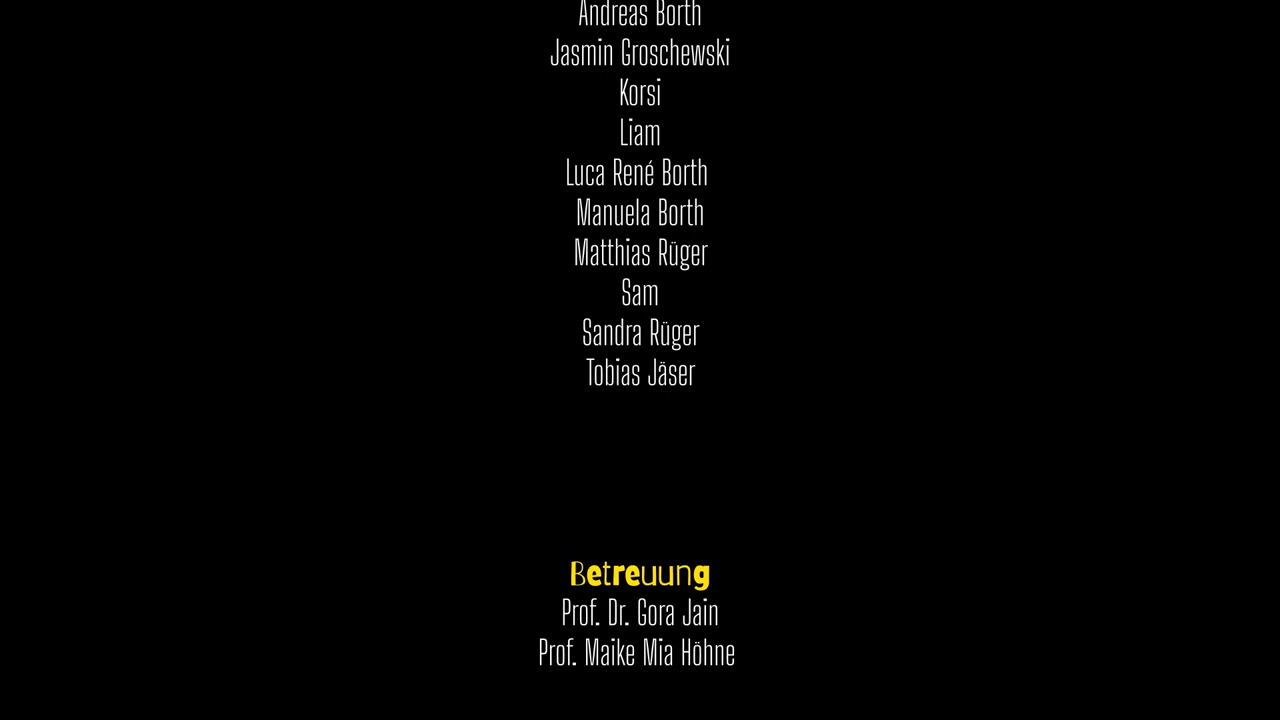 Andreas Borth
Jasmin Groschewski
Korsi
Liam
Luca René Borth
Manuela Borth
Matthias Rüger
Sam
Sandra Rüger
Tobias Jäser
Betreuung
Prof. Dr. Gora Jain
Prof. Maike Mia Höhne